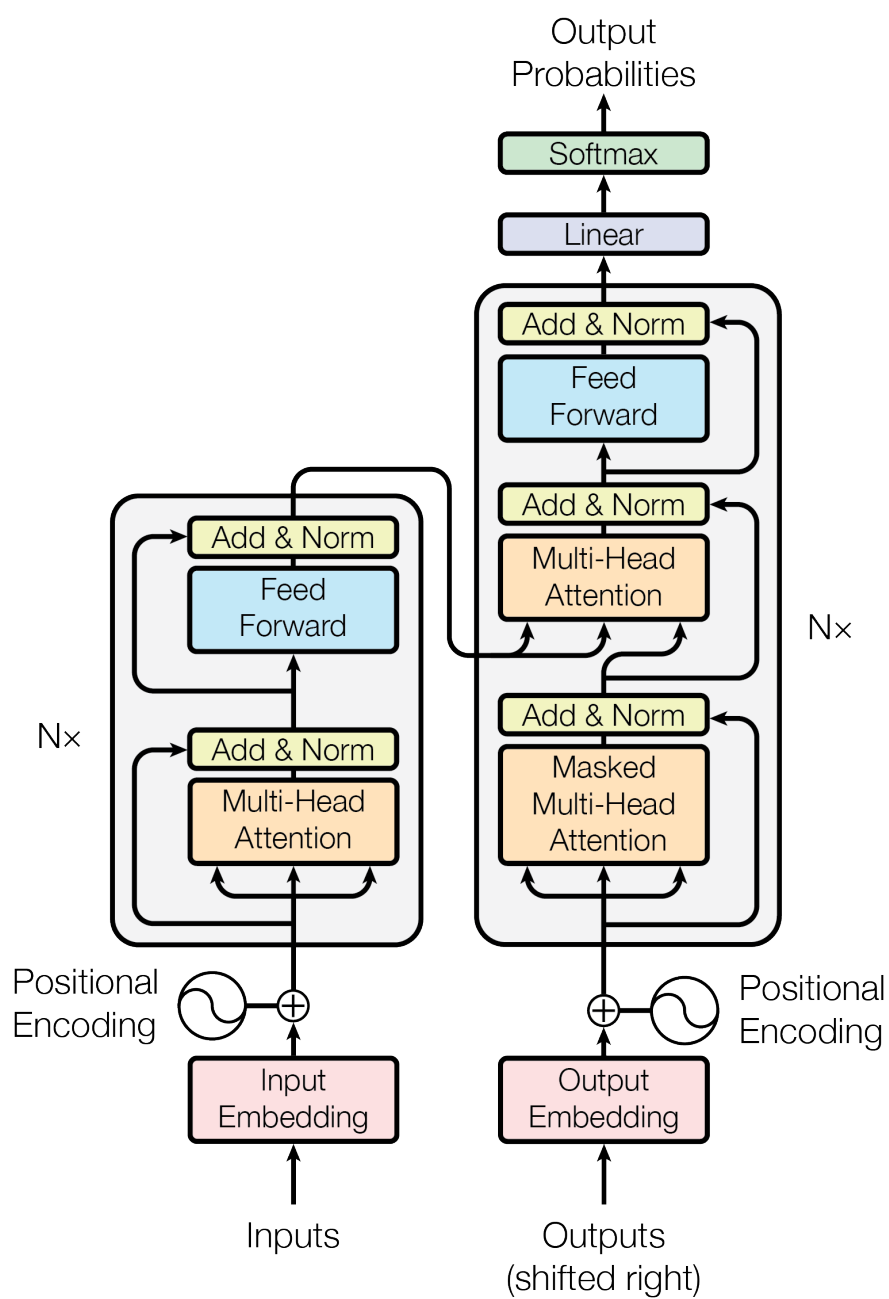 Output
Probabilities
Softmax
Linear
Add & Norm
Feed
Forward
Add & Norm
Multi-Head
Attention
Add & Norm
Masked
Multi-Head
Attention
Nx
Add & Norm
Feed
Forward
Add & Norm
Multi-Head
Attention
Nx
Positional
Encoding
Positional
Encoding
Input
Embedding
Output
Embedding
Inputs
Outputs
(shifted right)